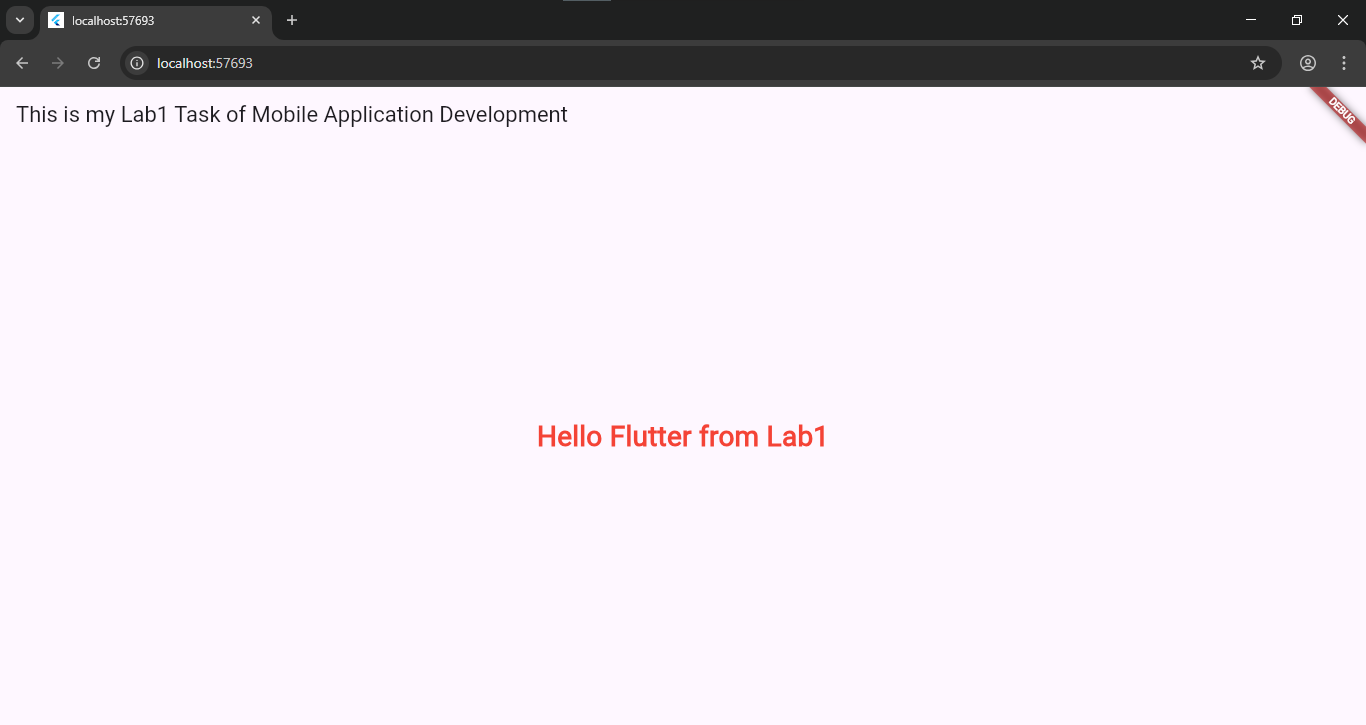 localhost:57693
localhost:57693
This is my Lab1 Task of Mobile Application Development
DEBUG
Hello Flutter from Lab1